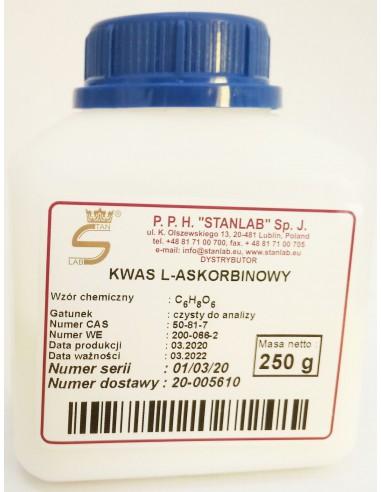 STAN
LAB
P. P. H. "STANLAB" Sp. J.
ul. K. Olszewskiego 13, 20-481 Lublin, Poland
tel. +48 81 71 00 700, fax. + 48 81 71 00 705
e-mail: info@stanlab.eu, www.stanlab.eu
DYSTRYBUTOR
KWAS L-ASKORBINOWY
Wzór chemiczny : C₆H₈O₆
Gatunek : czysty do analizy
Numer CAS : 50-81-7
Numer WE : 200-066-2
Data produkcji : 03.2020
Data ważności : 03.2022
Numer serii : 01/03/20
Numer dostawy : 20-005610
Masa netto :
250 g